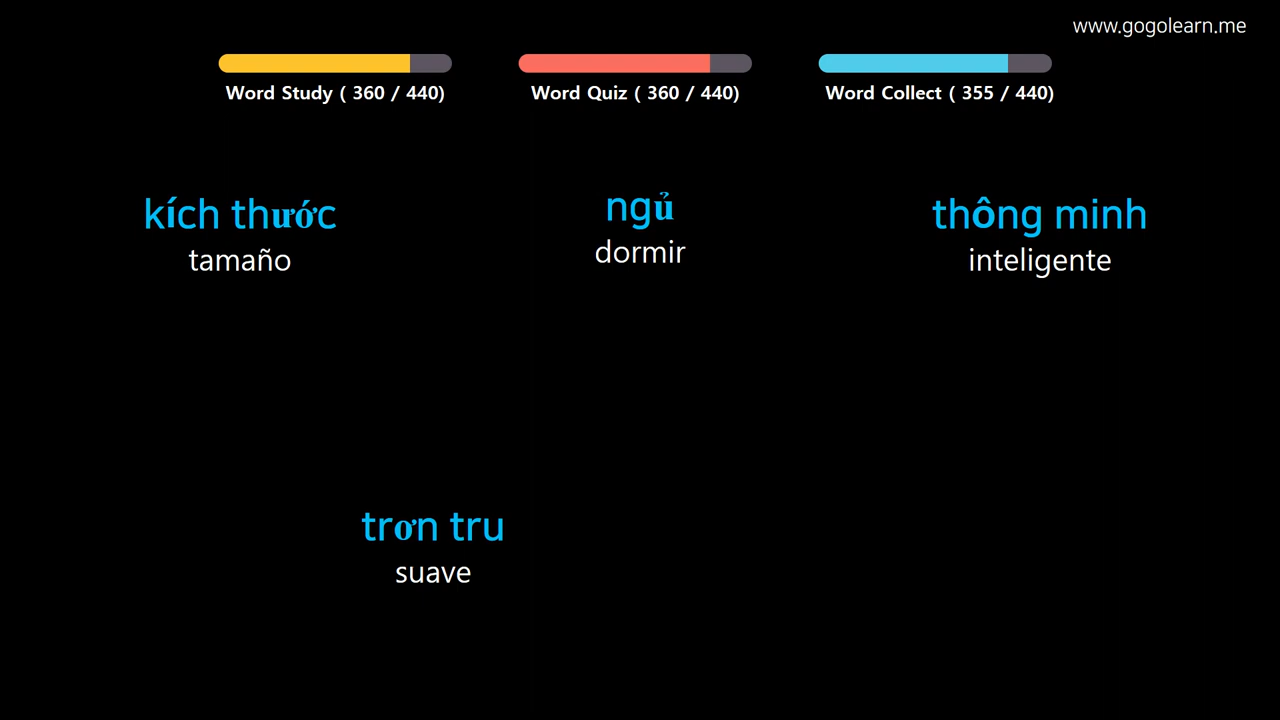 www.gogolearn.me
Word Study ( 360 / 440)
Word Quiz ( 360 / 440)
Word Collect ( 355 / 440)
kích thước
tamaño
ngủ
dormir
thông minh
inteligente
trơn tru
suave